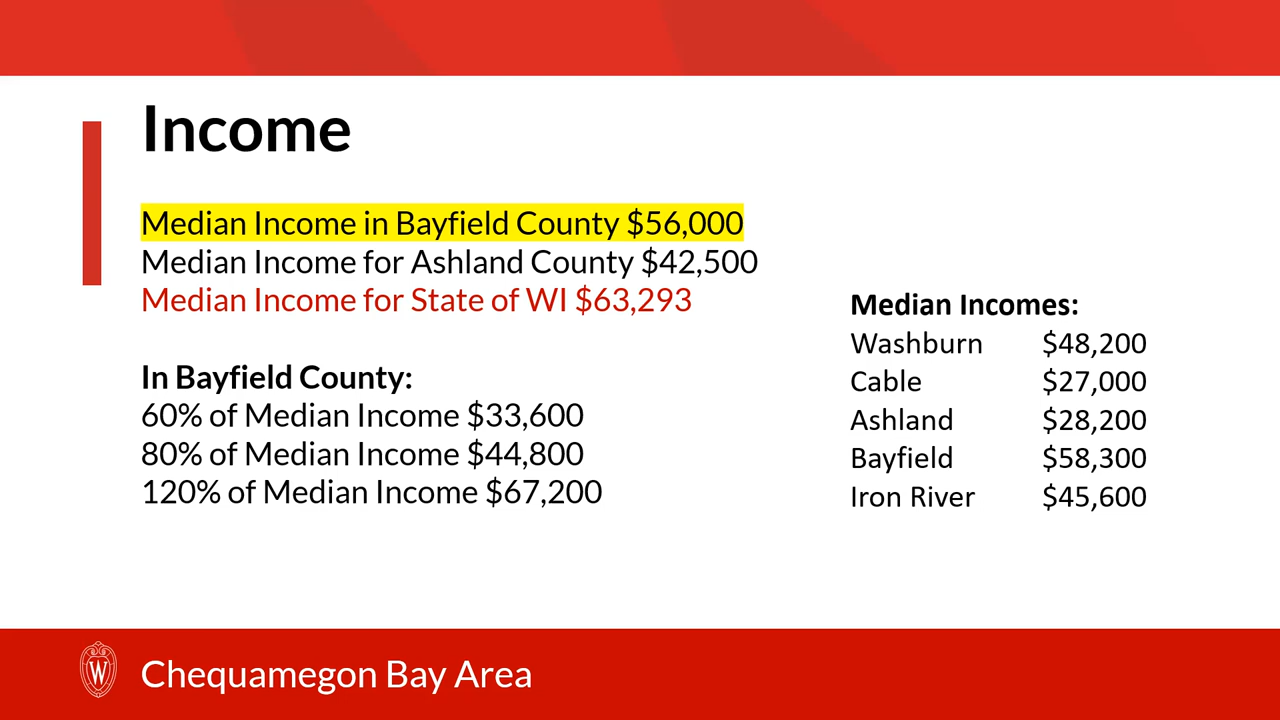 Income
Median Income in Bayfield County $56,000
Median Income for Ashland County $42,500
Median Income for State of WI $63,293
In Bayfield County:
60% of Median Income $33,600
80% of Median Income $44,800
120% of Median Income $67,200
Median Incomes:
Washburn $48,200
Cable $27,000
Ashland $28,200
Bayfield $58,300
Iron River $45,600
W
Chequamegon Bay Area